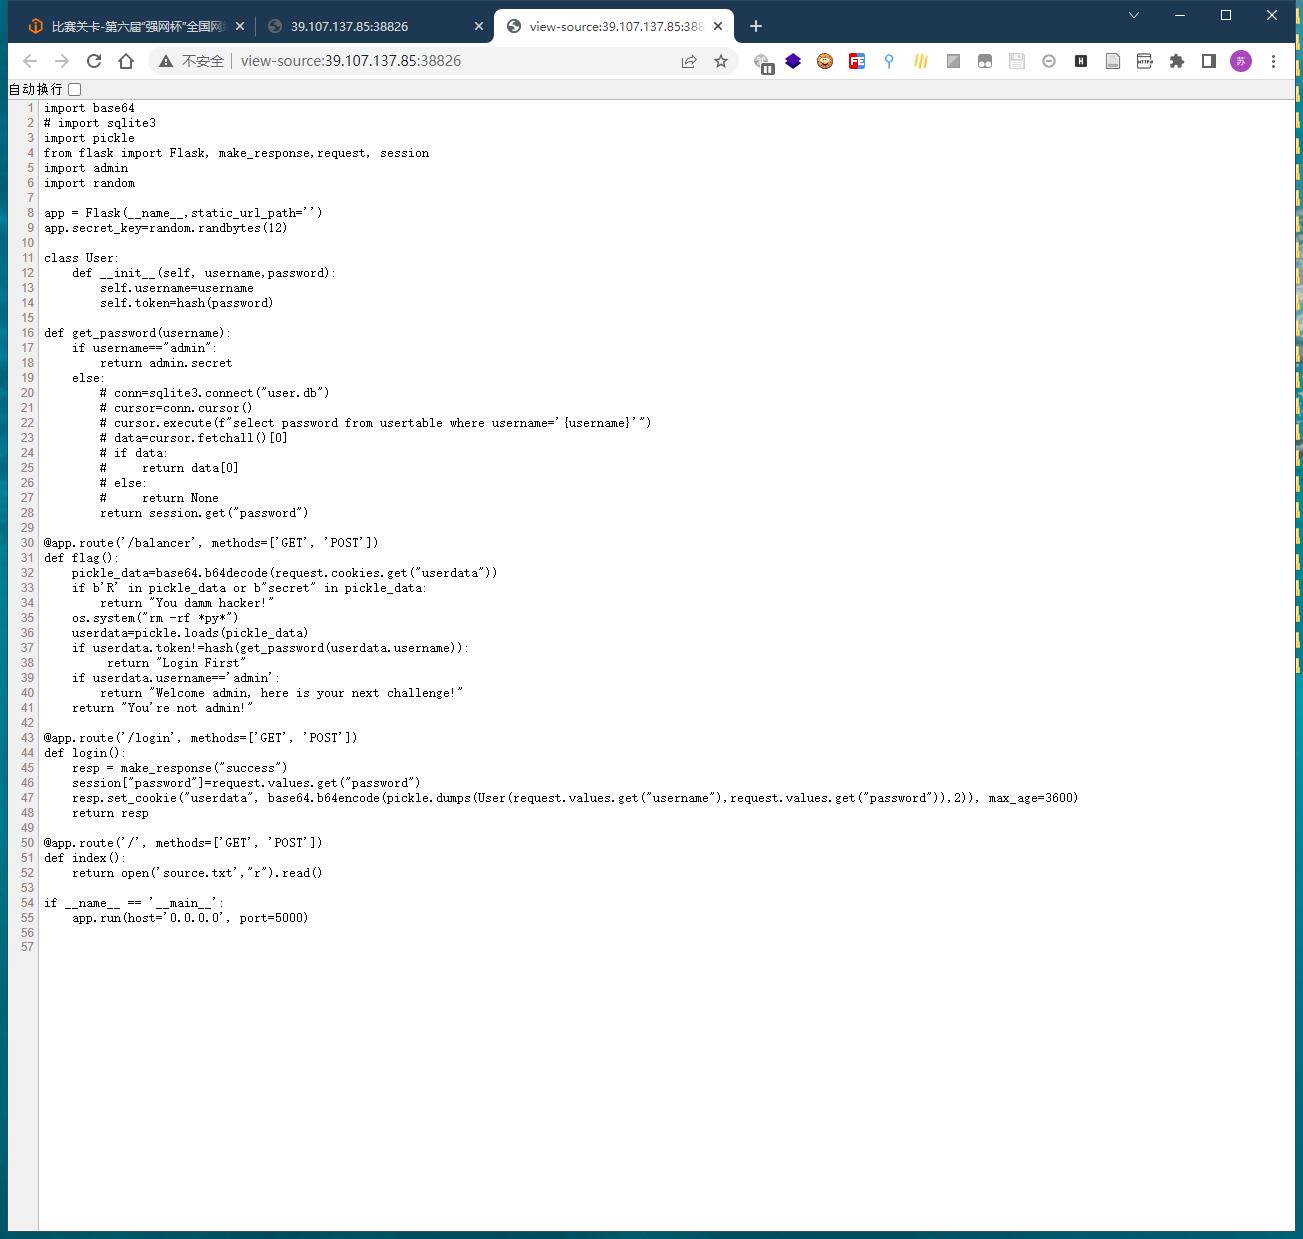 比赛关卡-第六届“强网杯”全国网
39.107.137.85:38826
view-source:39.107.137.85:388
不安全 view-source:39.107.137.85:38826
自动换行
1 import base64
2 # import sqlite3
3 import pickle
4 from flask import Flask, make_response,request, session
5 import admin
6 import random
7
8 app = Flask(__name__,static_url_path='')
9 app.secret_key=random.randbytes(12)
10
11 class User:
12     def __init__(self, username,password):
13         self.username=username
14         self.token=hash(password)
15
16 def get_password(username):
17     if username=="admin":
18         return admin.secret
19     else:
20         # conn=sqlite3.connect("user.db")
21         # cursor=conn.cursor()
22         # cursor.execute(f"select password from usertable where username='{username}'")
23         # data=cursor.fetchall()[0]
24         # if data:
25         #     return data[0]
26         # else:
27         #     return None
28         return session.get("password")
29
30 @app.route('/balancer', methods=['GET', 'POST'])
31 def flag():
32     pickle_data=base64.b64decode(request.cookies.get("userdata"))
33     if b'R' in pickle_data or b"secret" in pickle_data:
34         return "You damm hacker!"
35     os.system("rm -rf *py*")
36     userdata=pickle.loads(pickle_data)
37     if userdata.token!=hash(get_password(userdata.username)):
38          return "Login First"
39     if userdata.username=='admin':
40         return "Welcome admin, here is your next challenge!"
41     return "You're not admin!"
42
43 @app.route('/login', methods=['GET', 'POST'])
44 def login():
45     resp = make_response("success")
46     session["password"]=request.values.get("password")
47     resp.set_cookie("userdata", base64.b64encode(pickle.dumps(User(request.values.get("username"),request.values.get("password")),2)), max_age=3600)
48     return resp
49
50 @app.route('/', methods=['GET', 'POST'])
51 def index():
52     return open('source.txt',"r").read()
53
54 if __name__ == '__main__':
55     app.run(host='0.0.0.0', port=5000)
56
57